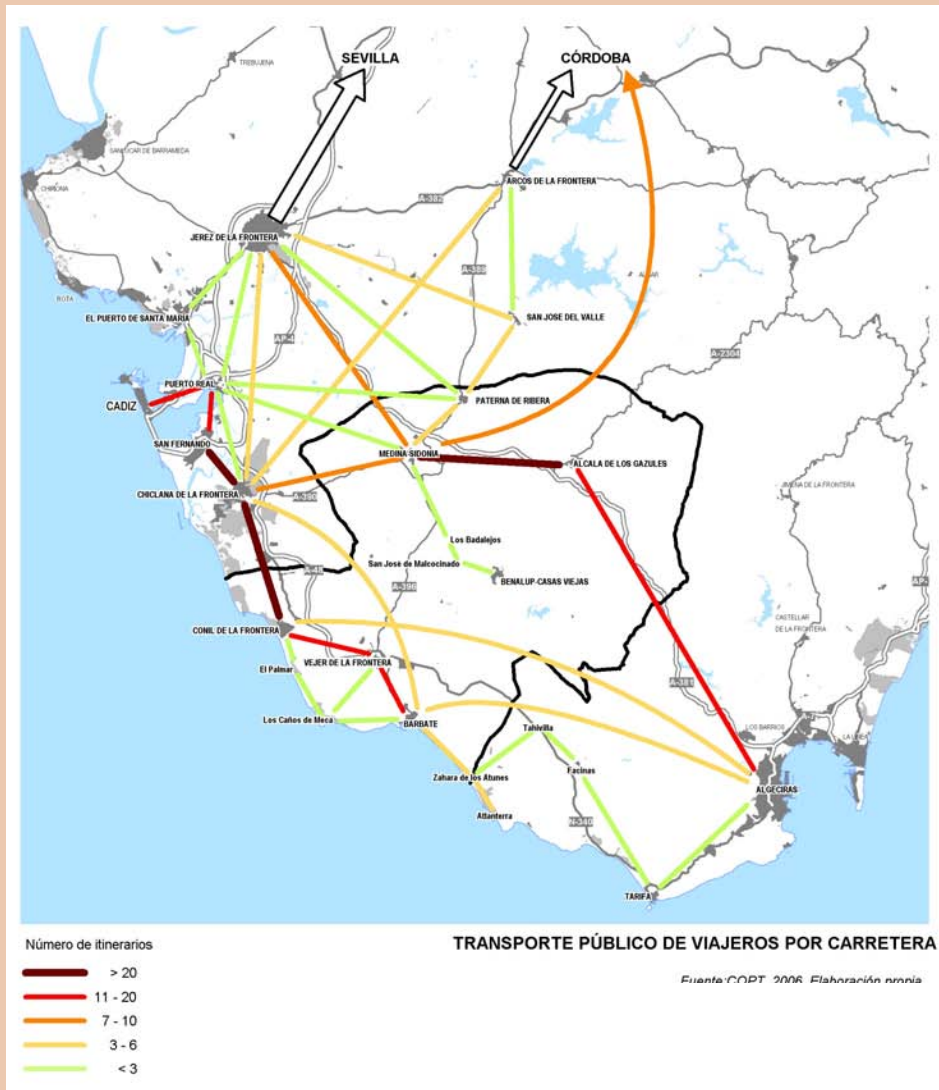 SEVILLA
CÓRDOBA
TREBUJENA
SANLUCAR DE BARRAMEDA
CHIPIONA
ARCOS DE LA FRONTERA
A-382
JEREZ DE LA FRONTERA
A-389
ALGAR
ROTA
EL PUERTO DE SANTA MARIA
SAN JOSE DEL VALLE
AP-4
A-2304
PUERTO REAL
CADIZ
PATERNA DE RIBERA
SAN FERNANDO
MEDINA-SIDONIA
ALCALA DE LOS GAZULES
CHICLANA DE LA FRONTERA
A-390
JIMENA DE LA FRONTERA
Los Badalejos
San José de Malcocinado
A-48
BENALUP-CASAS VIEJAS
AP-
CASTELLAR
DE LA FRONTERA
CONIL DE LA FRONTERA
VEJER DE LA FRONTERA
El Palmar
A-381
Los Caños de Meca
BARBATE
Tahivilla
LOS BARRIOS
LA LINEA
Zahara de los Atunes
Facinas
ALGECIRAS
Atlanterra
N-340
TARIFA
Número de itinerarios
TRANSPORTE PÚBLICO DE VIAJEROS POR CARRETERA
> 20
Fuente:COPT, 2006. Elaboración propia
11 - 20
7 - 10
3 - 6
< 3